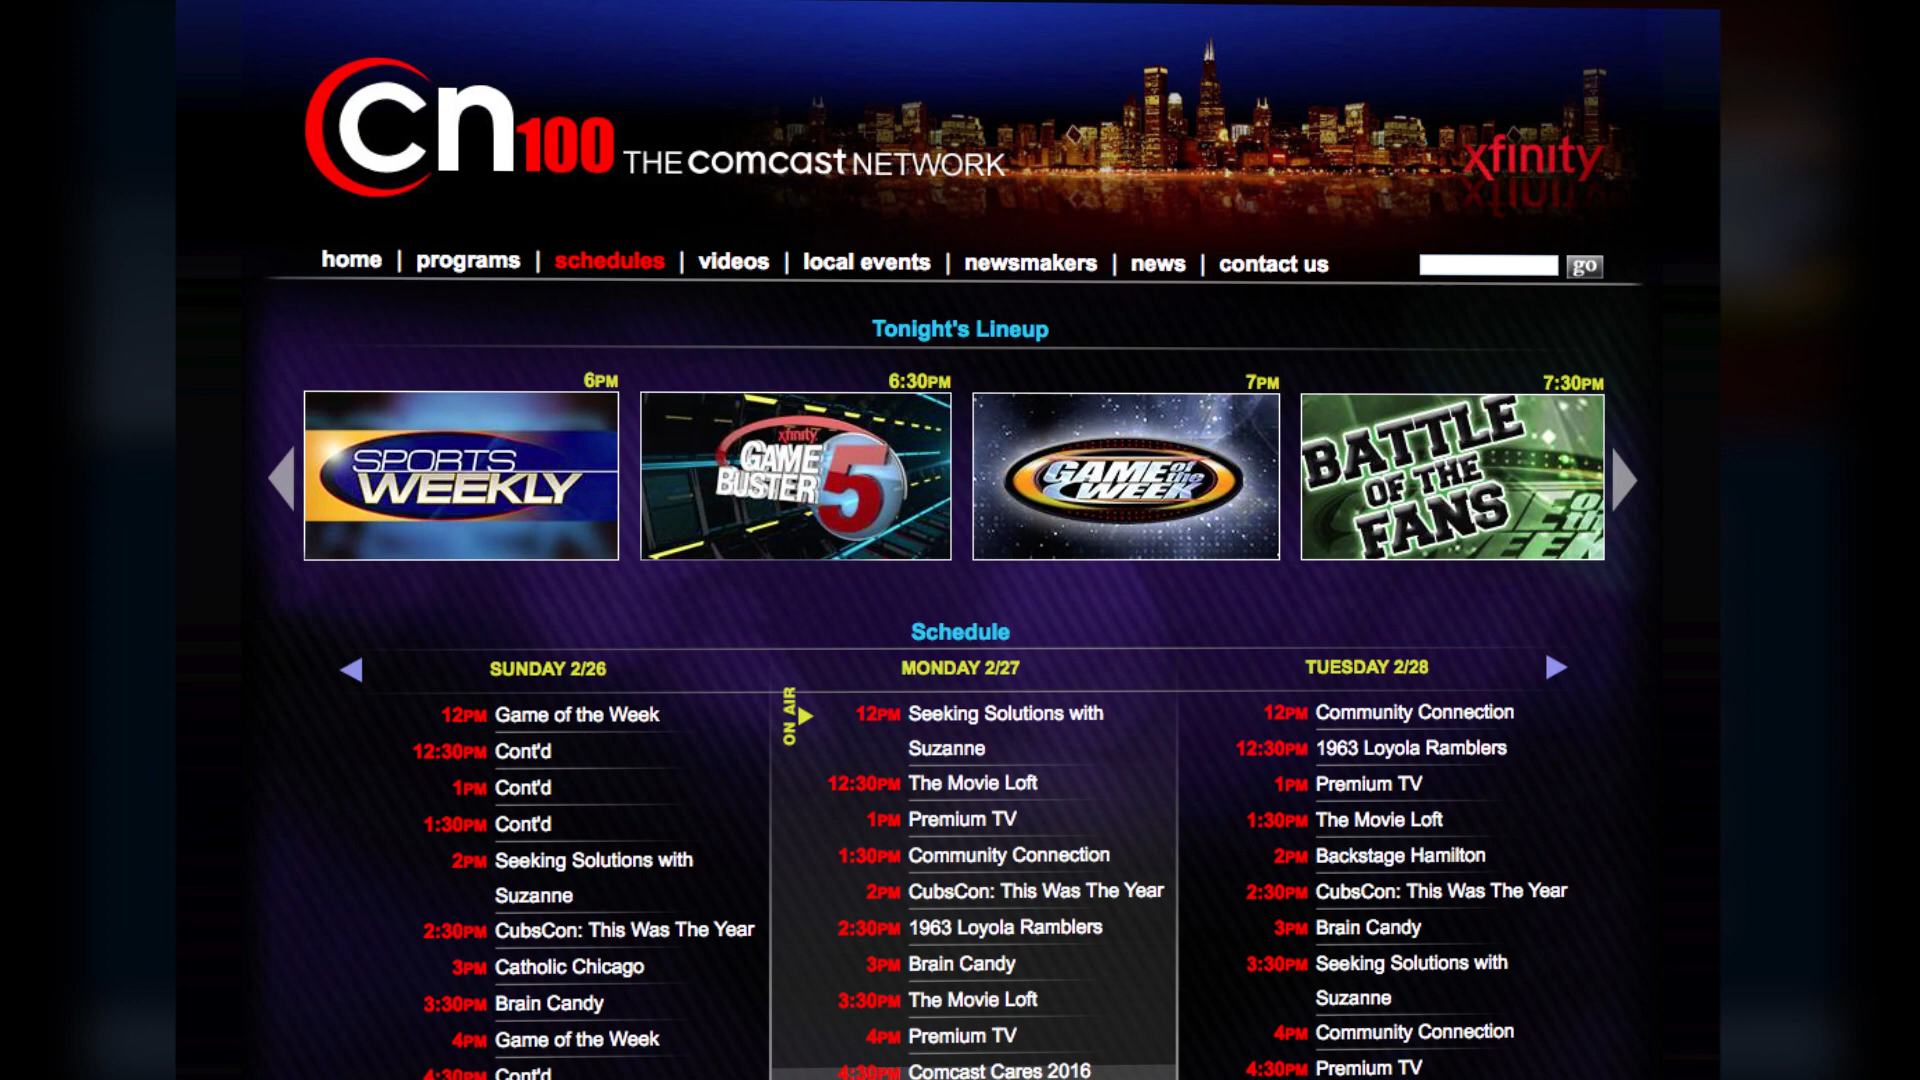 cn100 THE comcast NETWORK
xfinity
home | programs | schedules | videos | local events | newsmakers | news | contact us
go
Tonight's Lineup
6PM
6:30PM
7PM
7:30PM
SPORTS
WEEKLY
xfinity
GAME
BUSTER 5
GAME of the
WEEK
BATTLE
OF THE
FANS
Schedule
SUNDAY 2/26
12PM Game of the Week
12:30PM Cont'd
1PM Cont'd
1:30PM Cont'd
2PM Seeking Solutions with
Suzanne
2:30PM CubsCon: This Was The Year
3PM Catholic Chicago
3:30PM Brain Candy
4PM Game of the Week
4:30PM Cont'd
MONDAY 2/27
ON AIR
12PM Seeking Solutions with
Suzanne
12:30PM The Movie Loft
1PM Premium TV
1:30PM Community Connection
2PM CubsCon: This Was The Year
2:30PM 1963 Loyola Ramblers
3PM Brain Candy
3:30PM The Movie Loft
4PM Premium TV
4:30PM Comcast Cares 2016
TUESDAY 2/28
12PM Community Connection
12:30PM 1963 Loyola Ramblers
1PM Premium TV
1:30PM The Movie Loft
2PM Backstage Hamilton
2:30PM CubsCon: This Was The Year
3PM Brain Candy
3:30PM Seeking Solutions with
Suzanne
4PM Community Connection
4:30PM Premium TV